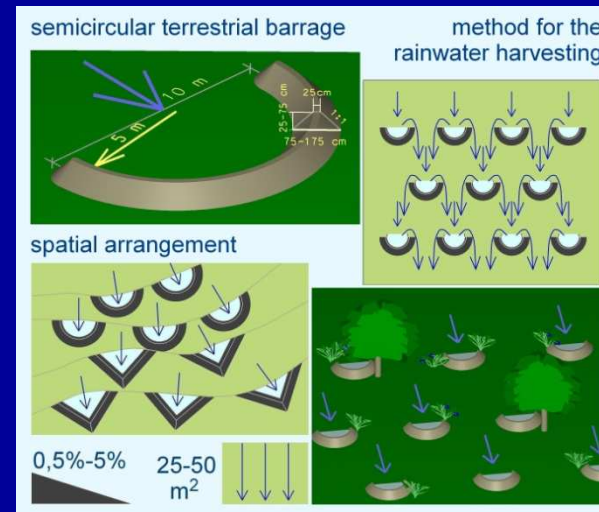 semicircular terrestrial barrage
method for the
rainwater harvesting
10 m
5 m
25cm
25-75 cm
1:1
75-175 cm
spatial arrangement
0,5%-5%
25-50
m²